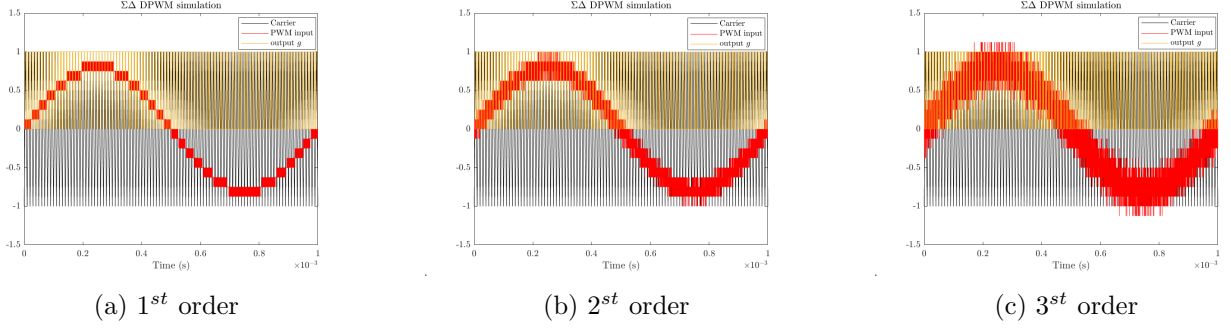 ΣΔ DPWM simulation
Carrier
PWM input
output g
1.5
1
0.5
0
-0.5
-1
-1.5
0
0.2
0.4
0.6
0.8
1
Time (s)
×10⁻³
(a) 1ˢᵗ order
ΣΔ DPWM simulation
Carrier
PWM input
output g
1.5
1
0.5
0
-0.5
-1
-1.5
0
0.2
0.4
0.6
0.8
1
Time (s)
×10⁻³
(b) 2ˢᵗ order
ΣΔ DPWM simulation
Carrier
PWM input
output g
1.5
1
0.5
0
-0.5
-1
-1.5
0
0.2
0.4
0.6
0.8
1
Time (s)
×10⁻³
(c) 3ˢᵗ order